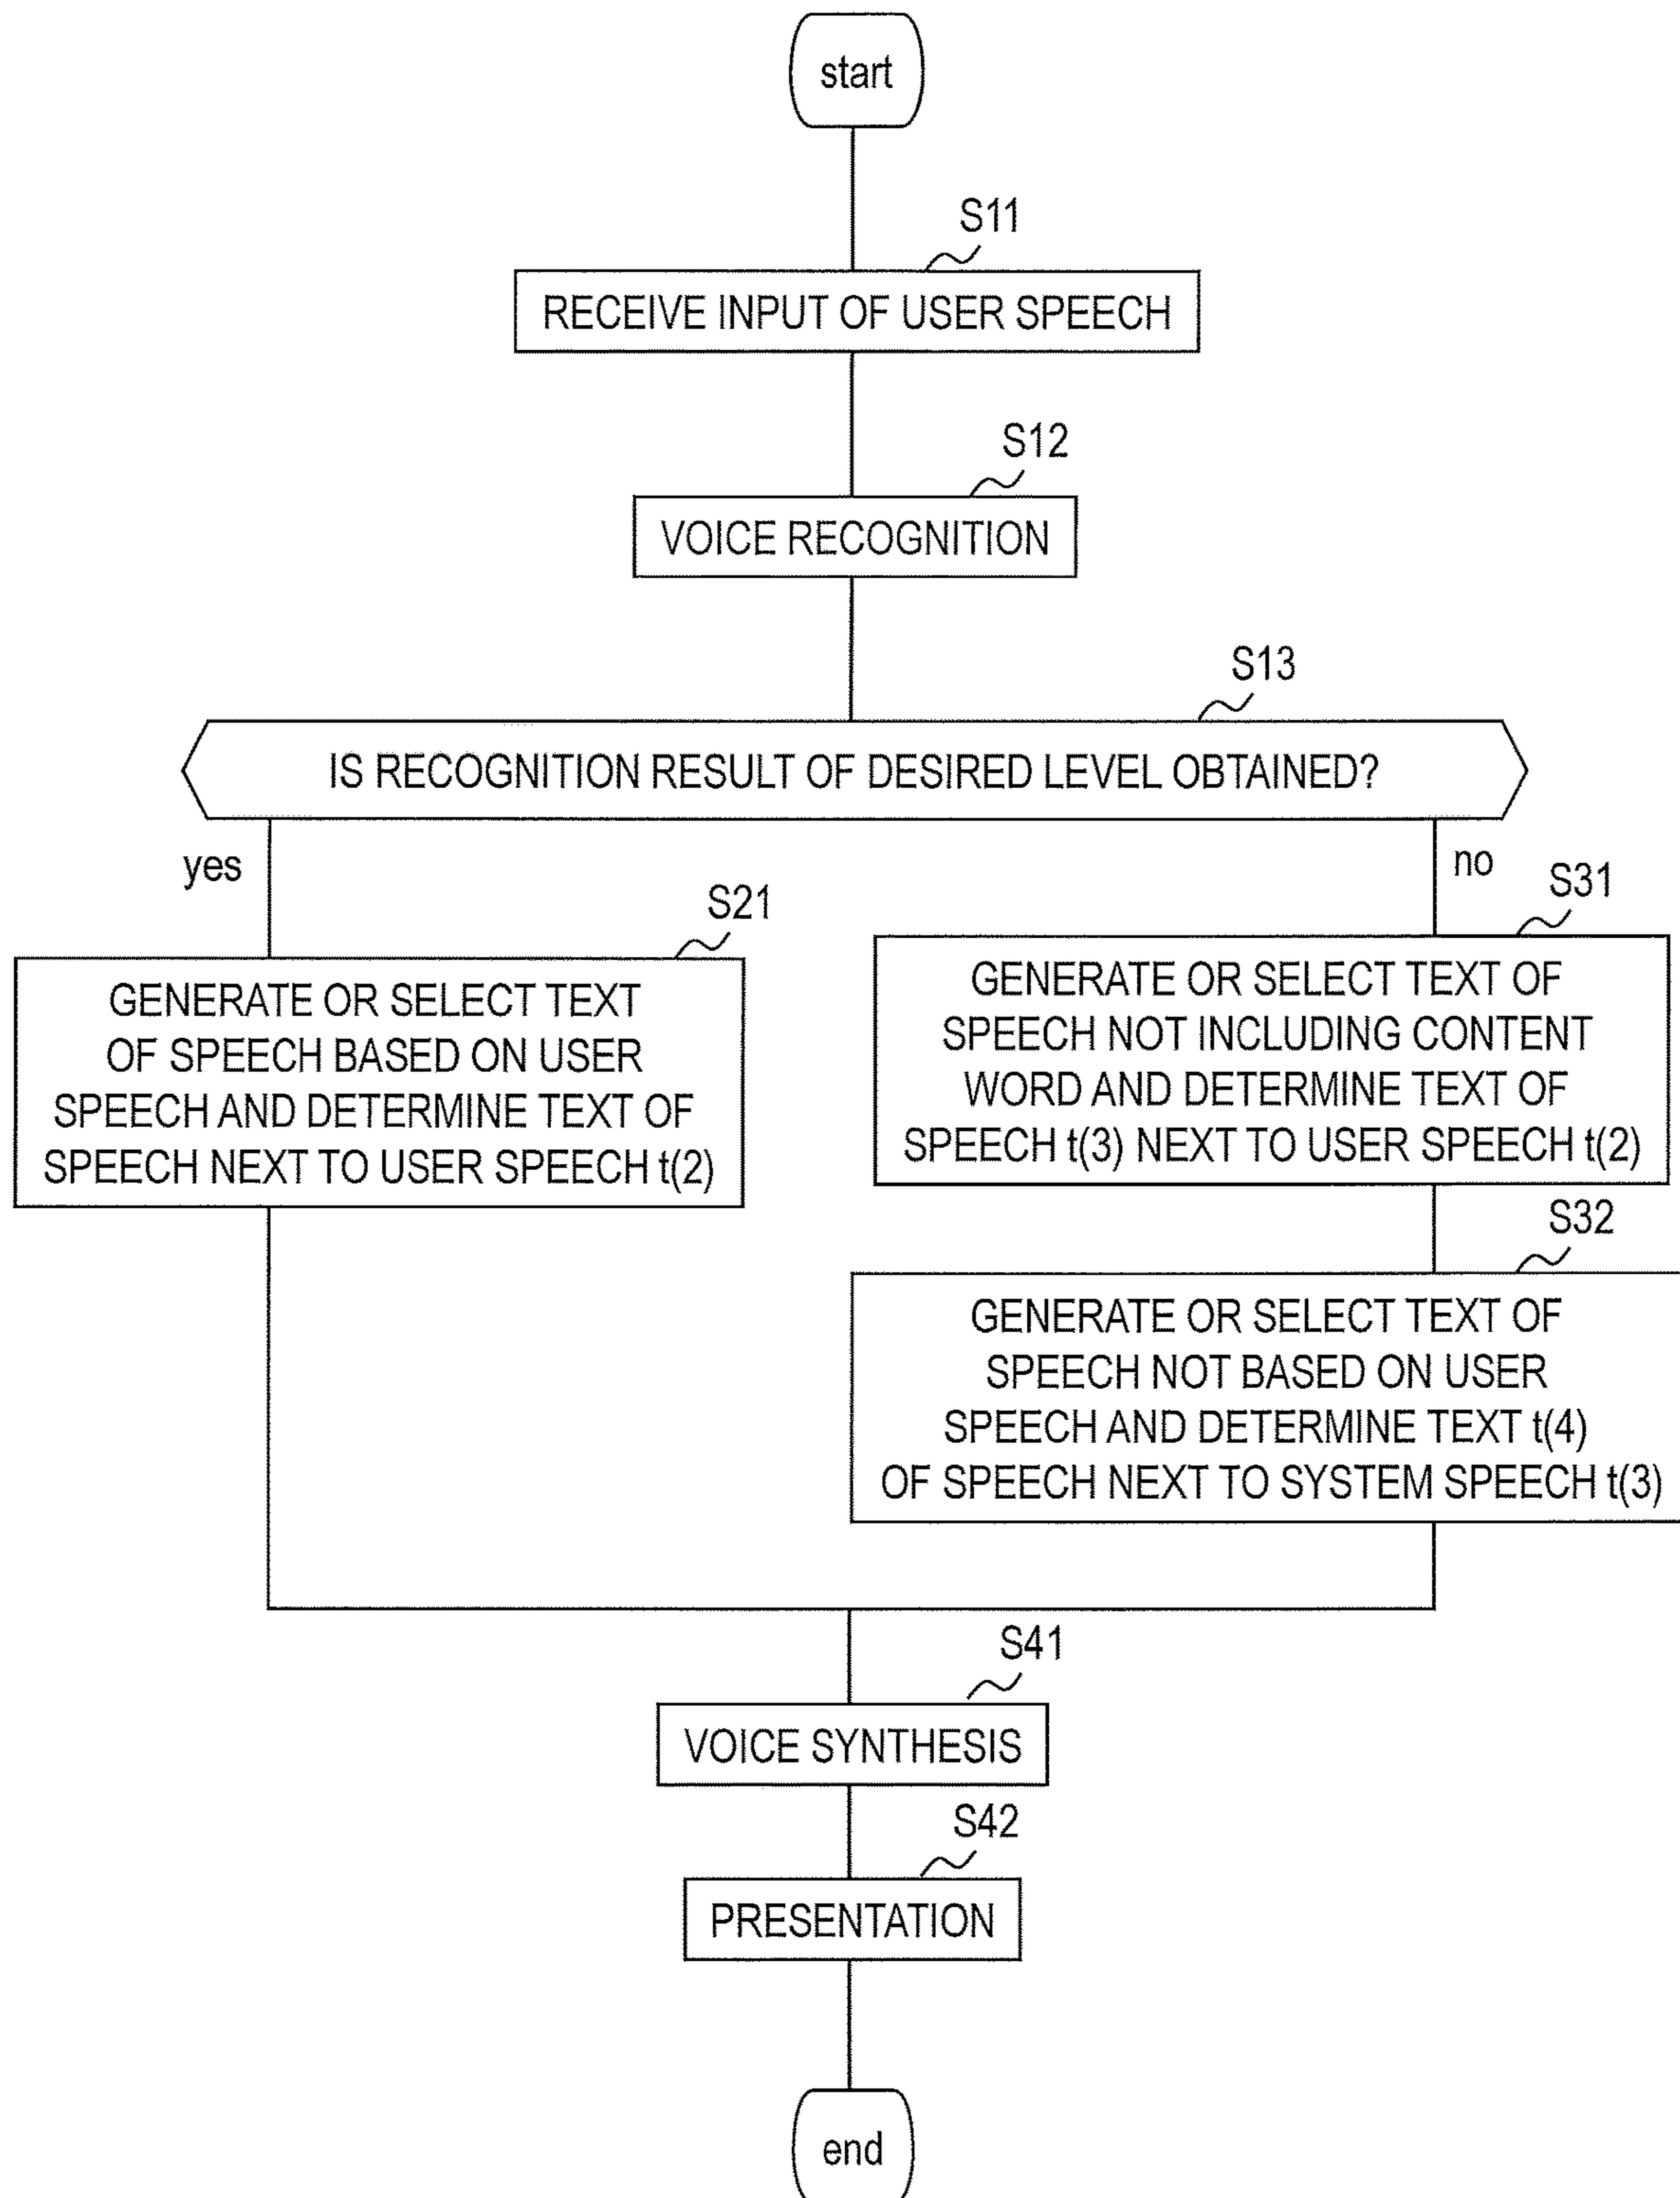 start
S11
RECEIVE INPUT OF USER SPEECH
S12
VOICE RECOGNITION
S13
IS RECOGNITION RESULT OF DESIRED LEVEL OBTAINED?
yes
no
S21
GENERATE OR SELECT TEXT
OF SPEECH BASED ON USER
SPEECH AND DETERMINE TEXT OF
SPEECH NEXT TO USER SPEECH t(2)
S31
GENERATE OR SELECT TEXT OF
SPEECH NOT INCLUDING CONTENT
WORD AND DETERMINE TEXT OF
SPEECH t(3) NEXT TO USER SPEECH t(2)
S32
GENERATE OR SELECT TEXT OF
SPEECH NOT BASED ON USER
SPEECH AND DETERMINE TEXT t(4)
OF SPEECH NEXT TO SYSTEM SPEECH t(3)
S41
VOICE SYNTHESIS
S42
PRESENTATION
end